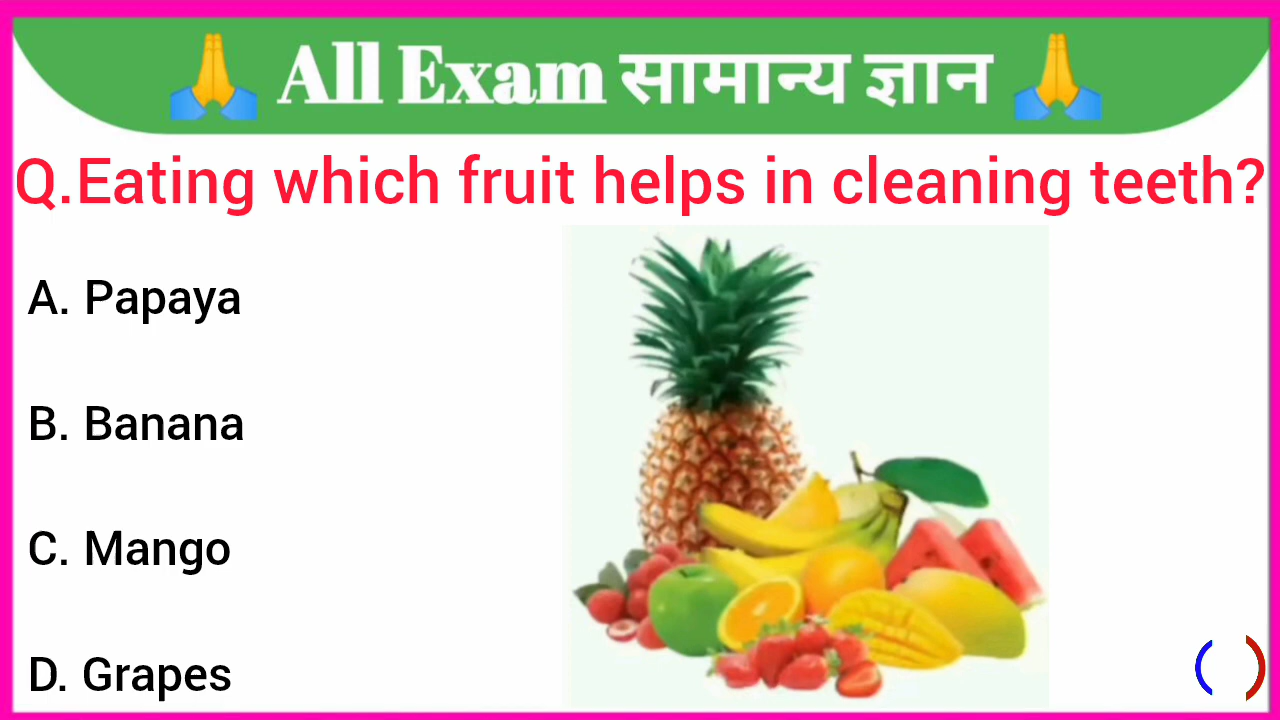 🙏 All Exam सामान्य ज्ञान 🙏
Q.Eating which fruit helps in cleaning teeth?
A. Papaya
B. Banana
C. Mango
D. Grapes
( )